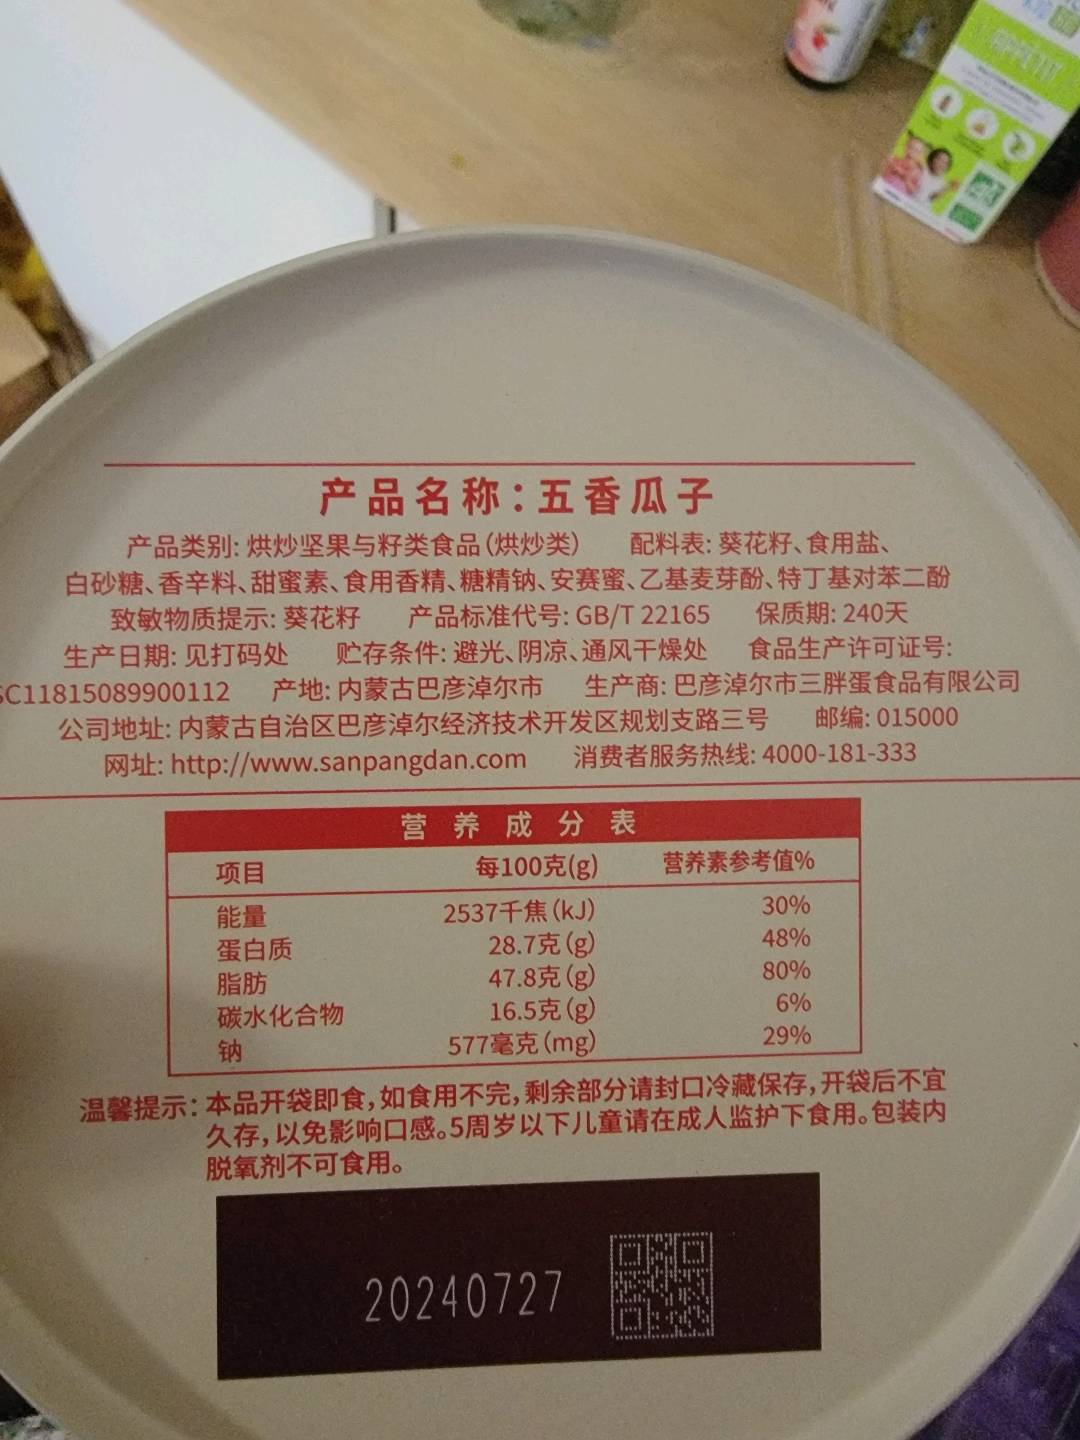 产品名称:五香瓜子
产品类别:烘炒坚果与籽类食品(烘炒类) 配料表:葵花籽、食用盐、
白砂糖、香辛料、甜蜜素、食用香精、糖精钠、安赛蜜、乙基麦芽酚、特丁基对苯二酚
致敏物质提示:葵花籽 产品标准代号:GB/T 22165 保质期:240天
生产日期:见打码处 贮存条件:避光、阴凉、通风干燥处 食品生产许可证号:
SC11815089900112 产地:内蒙古巴彦淖尔市 生产商:巴彦淖尔市三胖蛋食品有限公司
公司地址:内蒙古自治区巴彦淖尔经济技术开发区规划支路三号 邮编:015000
网址:http://www.sanpangdan.com 消费者服务热线:4000-181-333
营养成分表
项目 每100克(g) 营养素参考值%
能量 2537千焦(kJ) 30%
蛋白质 28.7克(g) 48%
脂肪 47.8克(g) 80%
碳水化合物 16.5克(g) 6%
钠 577毫克(mg) 29%
温馨提示:本品开袋即食,如食用不完,剩余部分请封口冷藏保存,开袋后不宜
久存,以免影响口感。5周岁以下儿童请在成人监护下食用。包装内
脱氧剂不可食用。
20240727